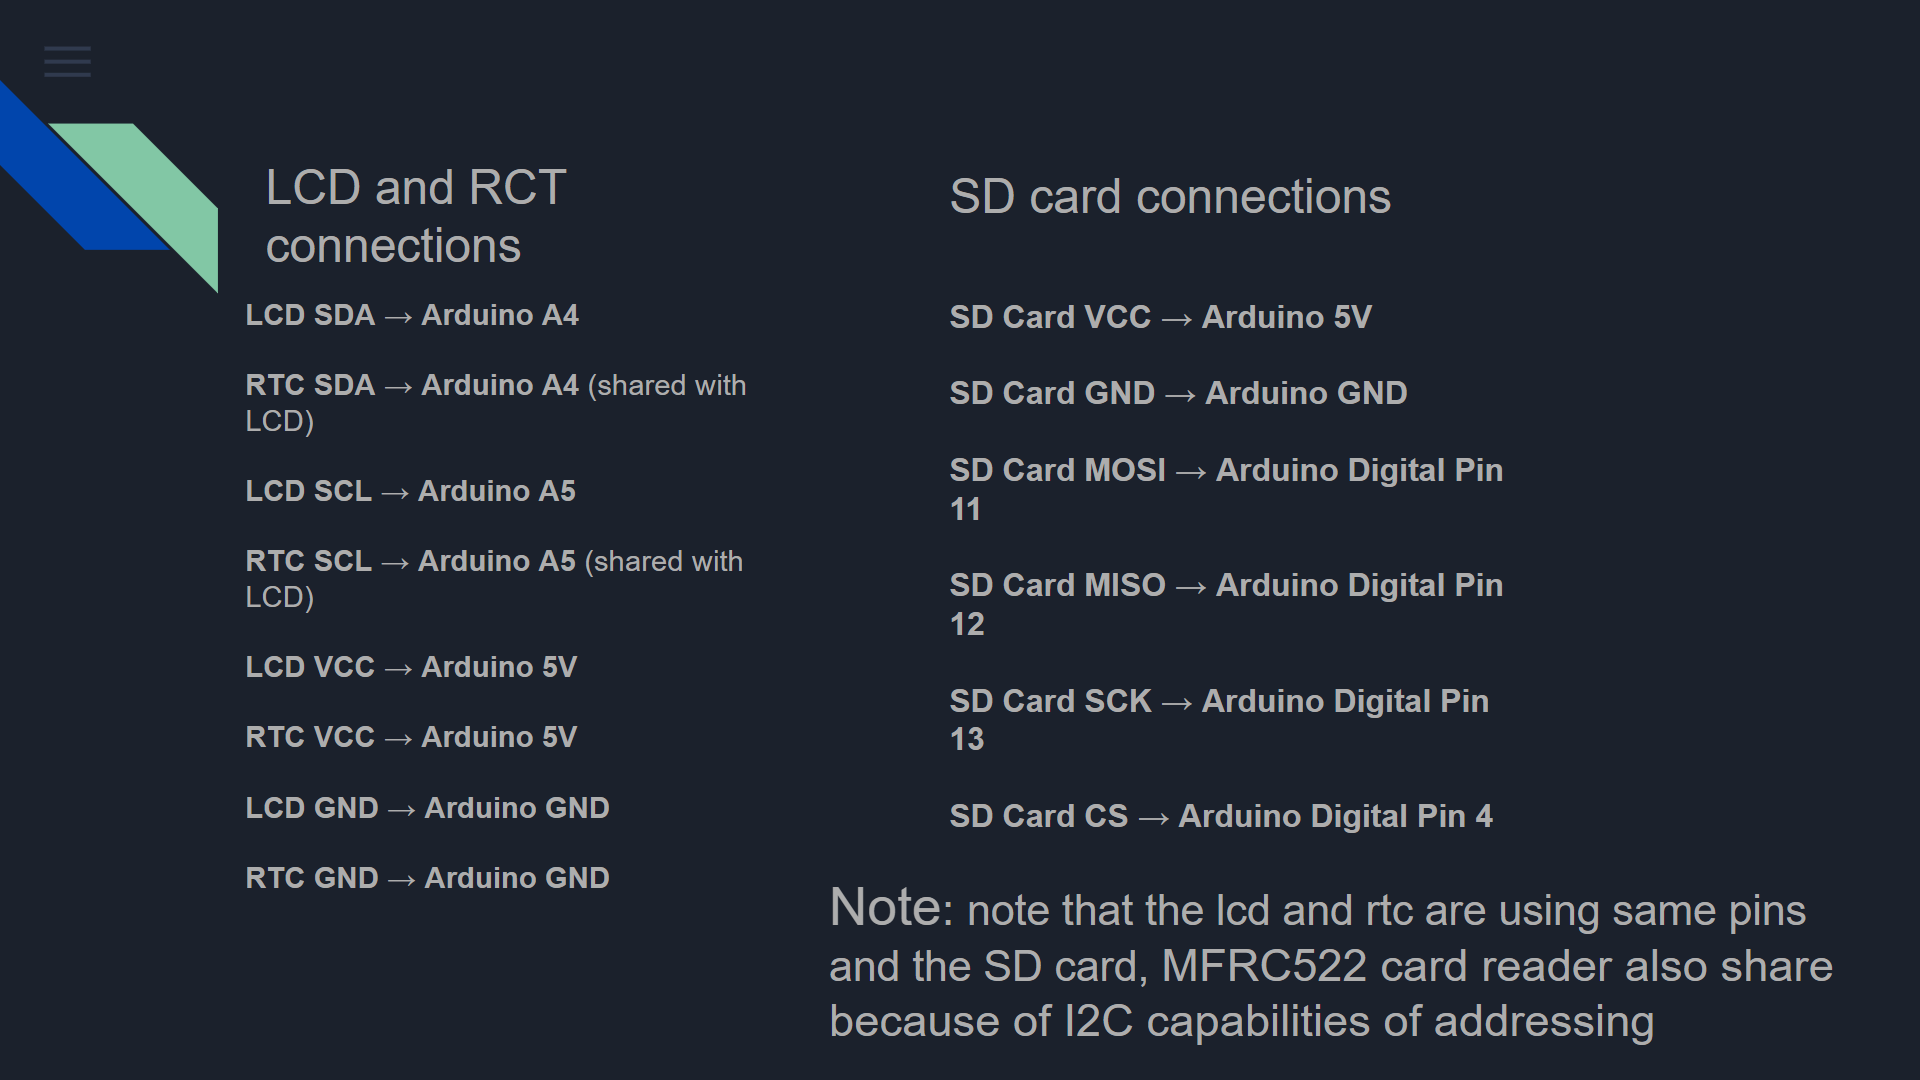 LCD and RCT
connections
LCD SDA → Arduino A4
RTC SDA → Arduino A4 (shared with
LCD)
LCD SCL → Arduino A5
RTC SCL → Arduino A5 (shared with
LCD)
LCD VCC → Arduino 5V
RTC VCC → Arduino 5V
LCD GND → Arduino GND
RTC GND → Arduino GND
SD card connections
SD Card VCC → Arduino 5V
SD Card GND → Arduino GND
SD Card MOSI → Arduino Digital Pin
11
SD Card MISO → Arduino Digital Pin
12
SD Card SCK → Arduino Digital Pin
13
SD Card CS → Arduino Digital Pin 4
Note: note that the lcd and rtc are using same pins
and the SD card, MFRC522 card reader also share
because of I2C capabilities of addressing